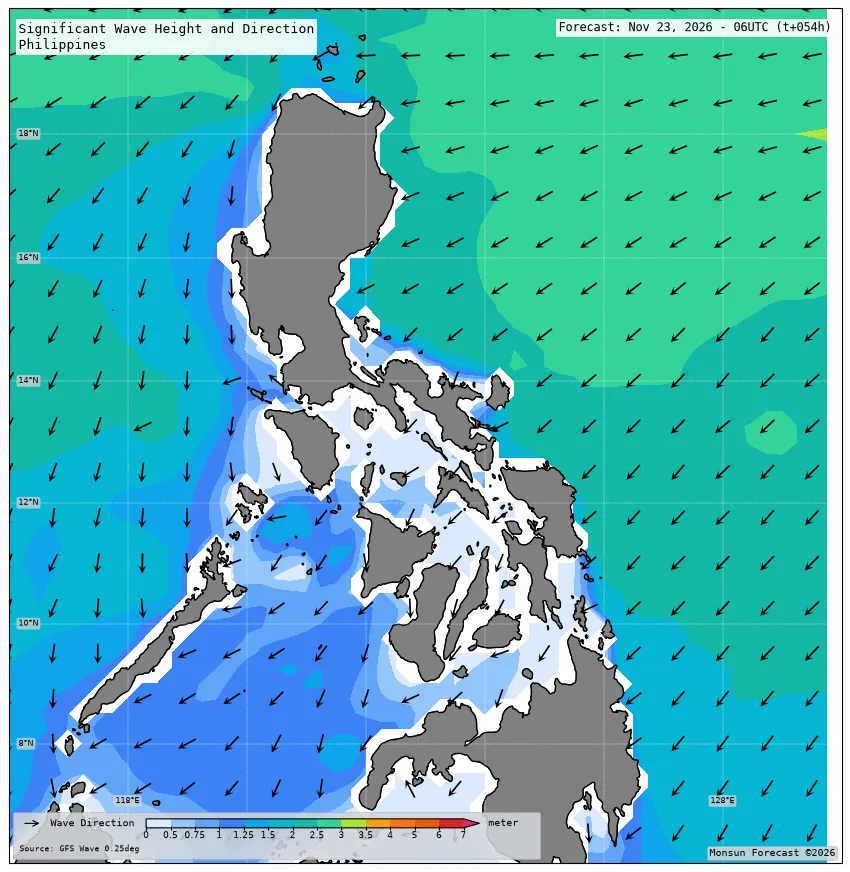 Significant Wave Height and Direction
Philippines
Forecast: Nov 23, 2026 - 06UTC (t+054h)
18°N
16°N
14°N
12°N
10°N
8°N
118°E
128°E
Wave Direction
meter
0 0.5 0.75 1 1.25 1.5 2 2.5 3 3.5 4 5 6 7
Source: GFS Wave 0.25deg
Monsun Forecast ©2026